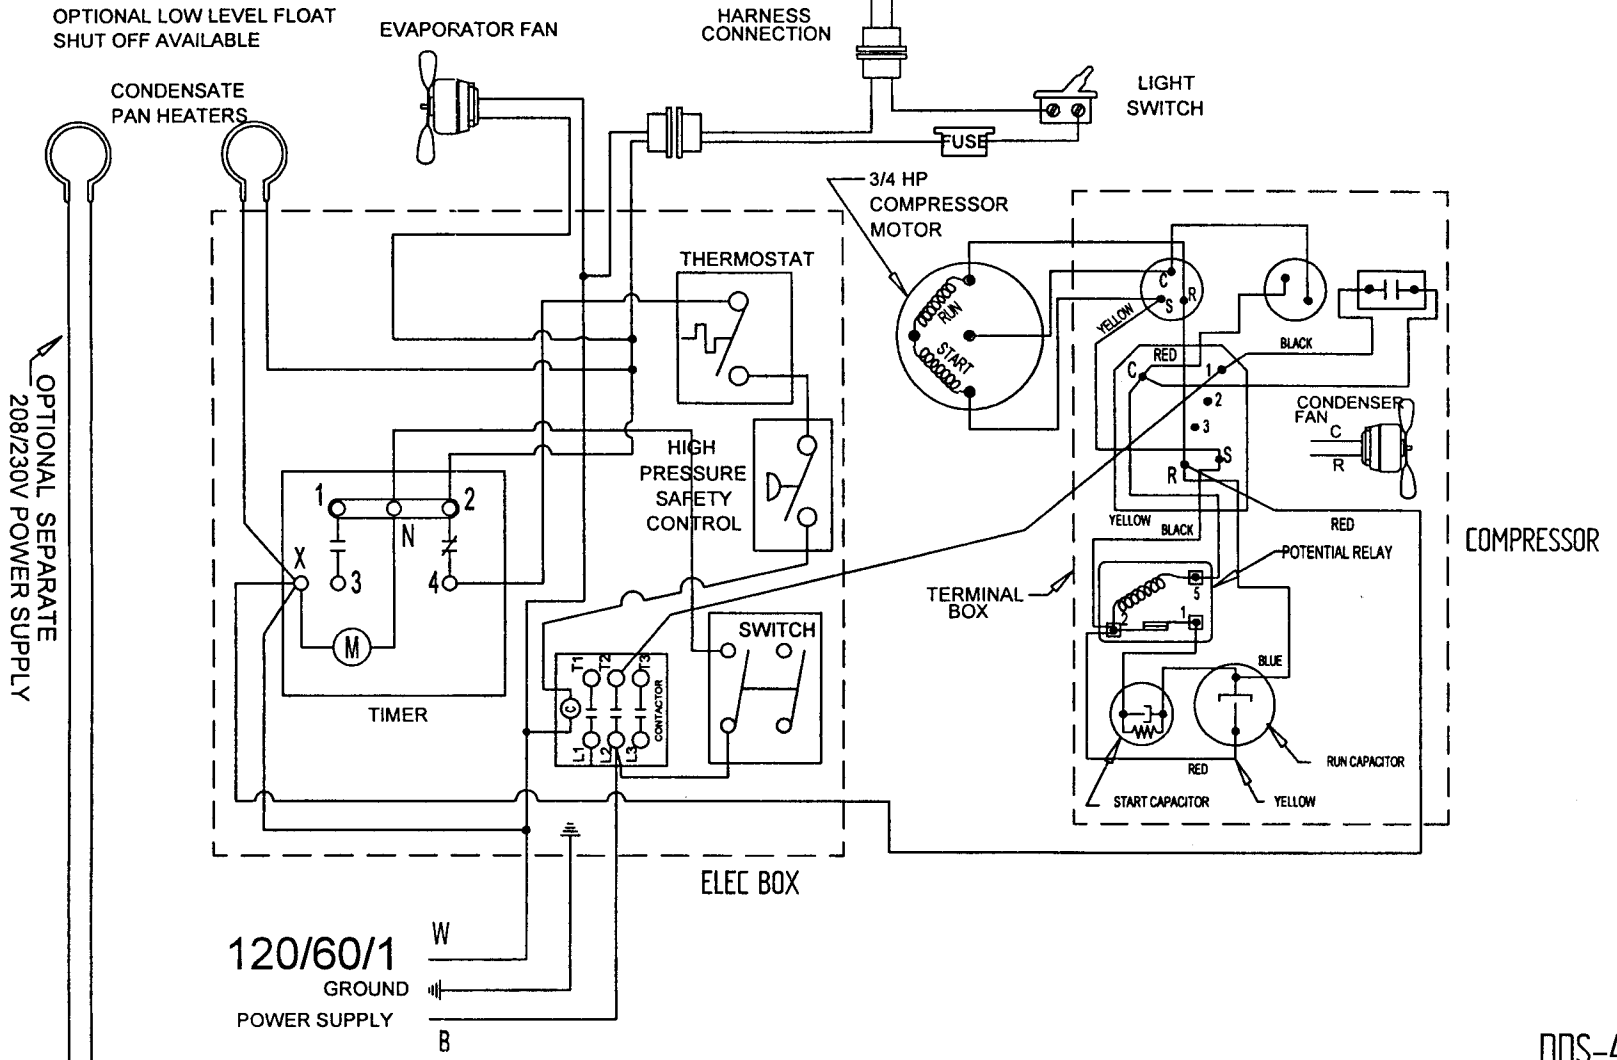 OPTIONAL LOW LEVEL FLOAT
SHUT OFF AVAILABLE
EVAPORATOR FAN
HARNESS
CONNECTION
CONDENSATE
PAN HEATERS
LIGHT
SWITCH
FUSE
3/4 HP
COMPRESSOR
MOTOR
THERMOSTAT
RUN
START
C
S
R
YELLOW
RED
BLACK
C
1
2
3
S
R
CONDENSER
FAN
C
R
OPTIONAL SEPARATE
208/230V POWER SUPPLY
HIGH
PRESSURE
SAFETY
CONTROL
1
2
N
X
3
4
M
TIMER
YELLOW
BLACK
RED
COMPRESSOR
POTENTIAL RELAY
TERMINAL
BOX
5
2
1
SWITCH
T1
T2
T3
C
CONTACTOR
L1
L2
L3
BLUE
RUN CAPACITOR
RED
START CAPACITOR
YELLOW
ELEC BOX
W
120/60/1
GROUND
POWER SUPPLY
B